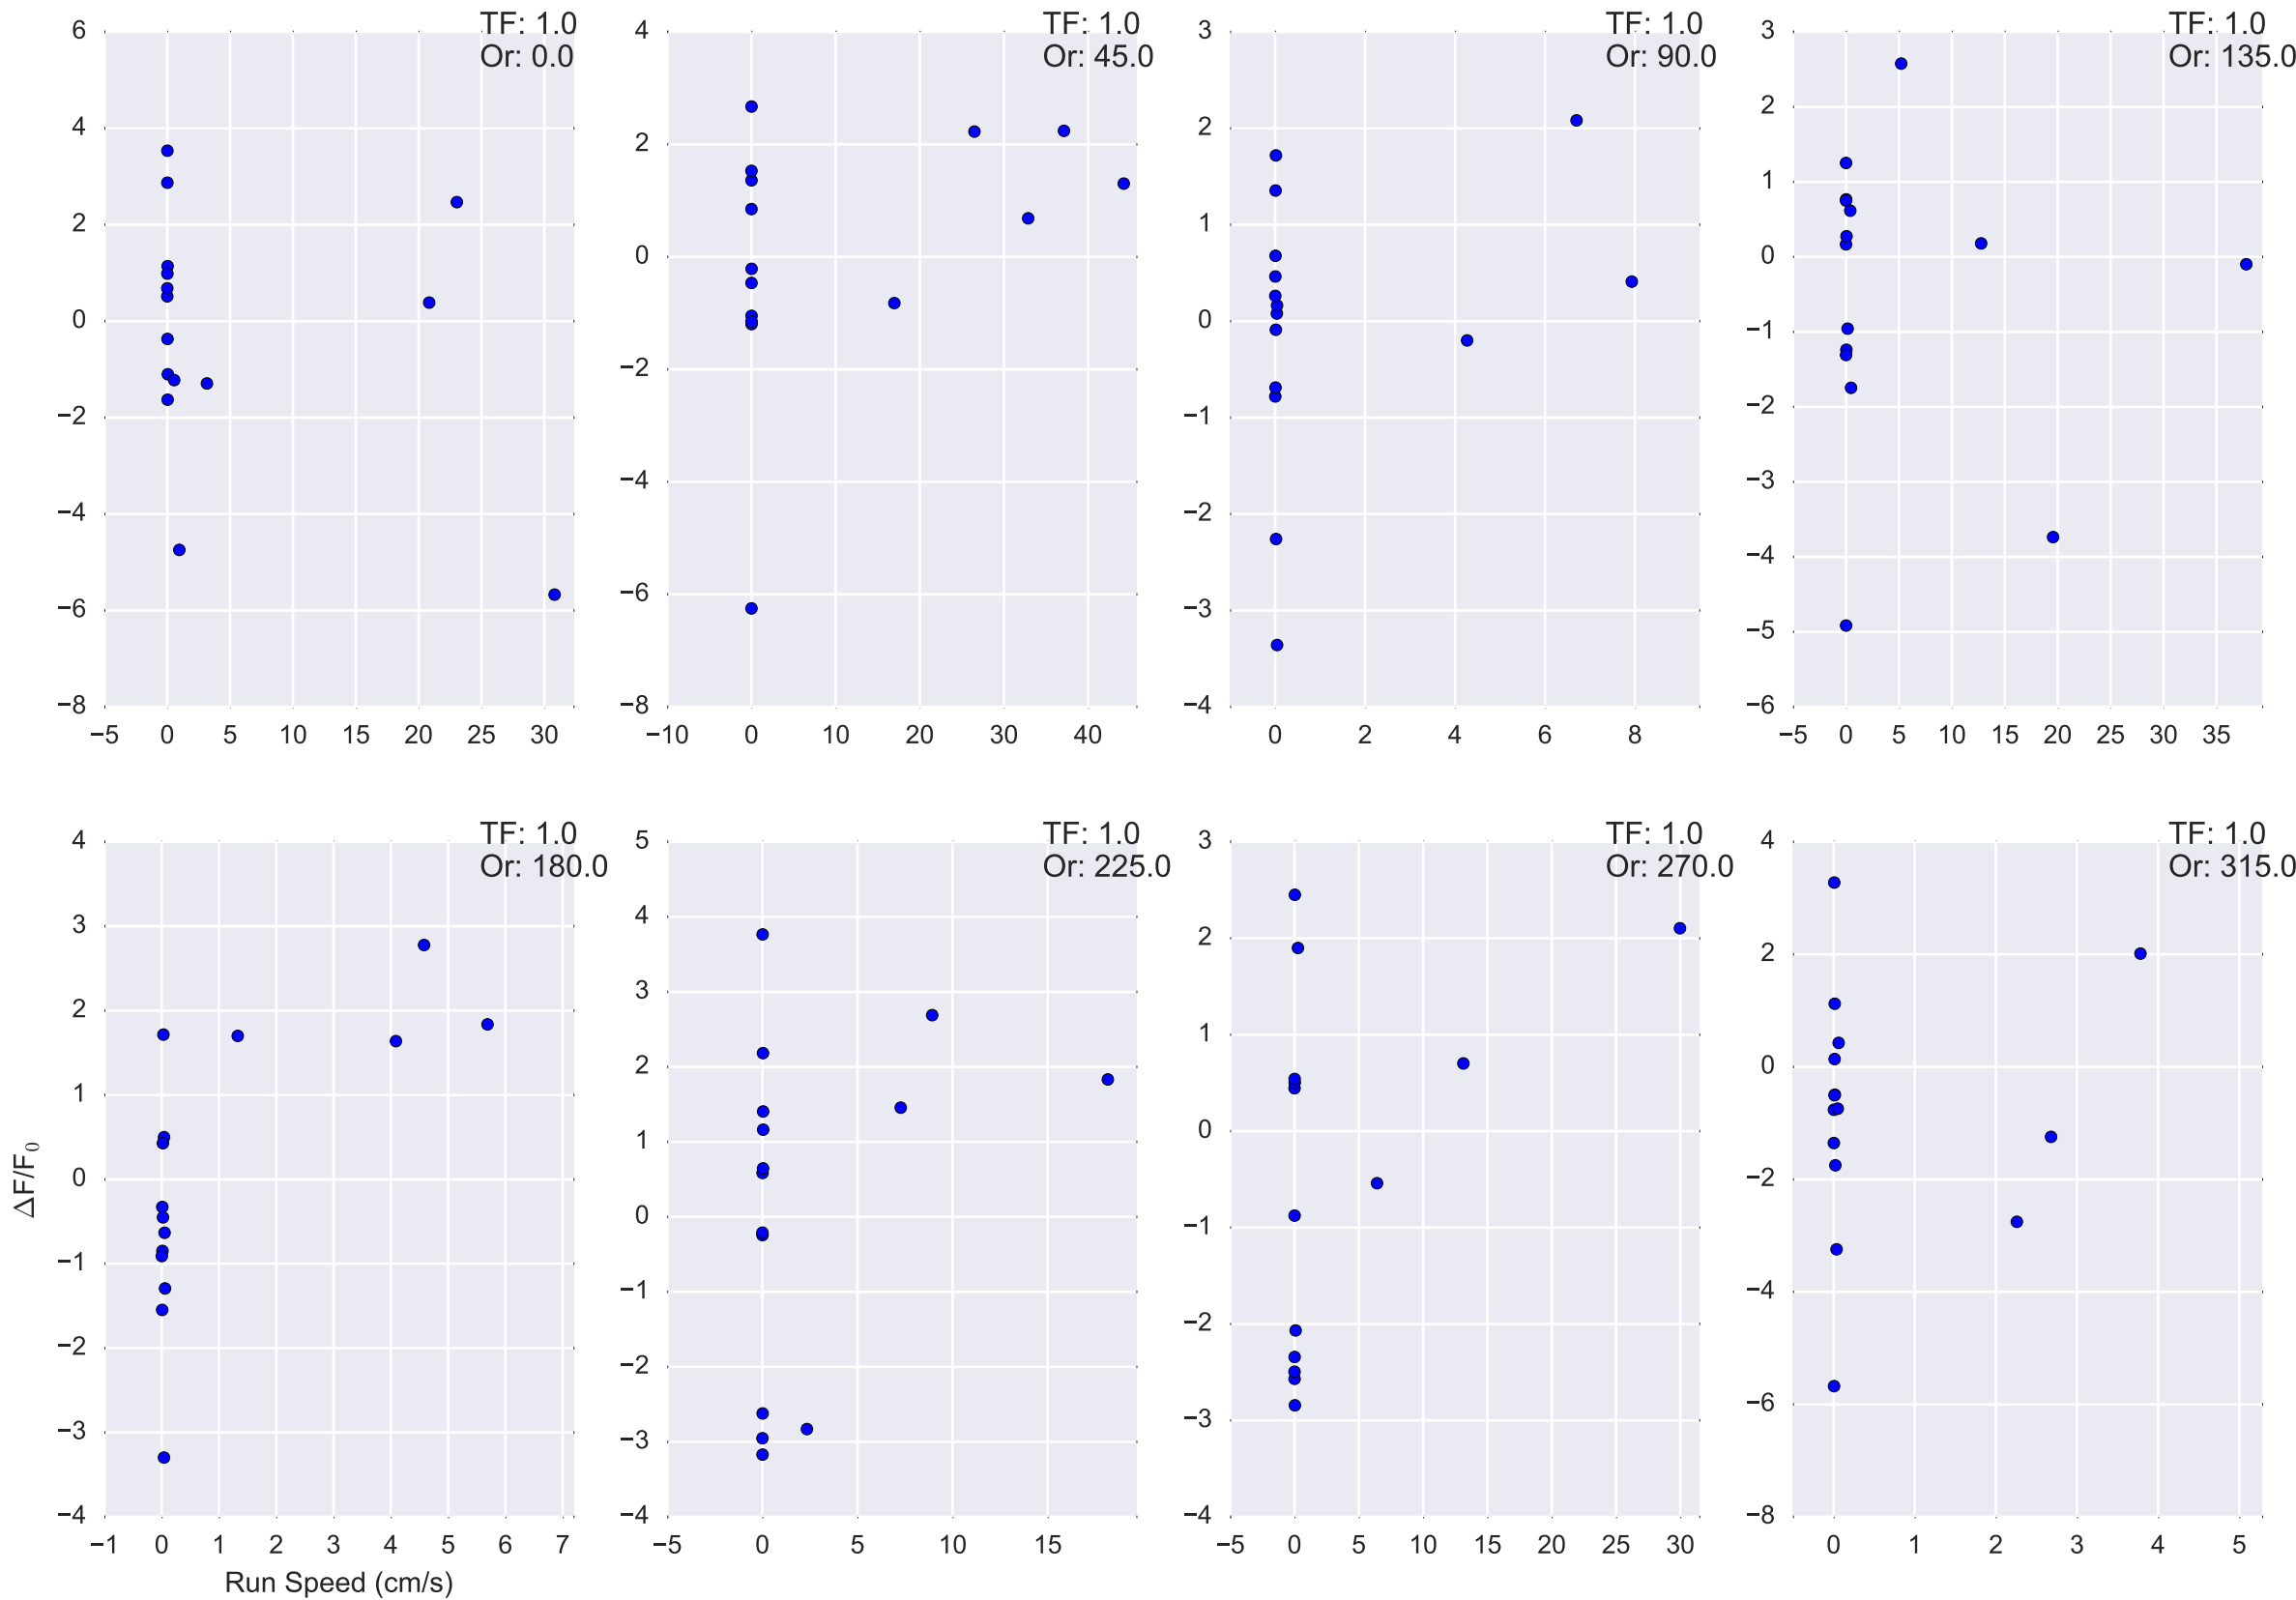 TF: 1.0
Or: 0.0
6
4
2
0
−2
−4
−6
−8
−5 0 5 10 15 20 25 30
TF: 1.0
Or: 45.0
4
2
0
−2
−4
−6
−8
−10 0 10 20 30 40
TF: 1.0
Or: 90.0
3
2
1
0
−1
−2
−3
−4
0 2 4 6 8
TF: 1.0
Or: 135.0
3
2
1
0
−1
−2
−3
−4
−5
−6
−5 0 5 10 15 20 25 30 35
TF: 1.0
Or: 180.0
4
3
2
1
0
−1
−2
−3
−4
−1 0 1 2 3 4 5 6 7
Run Speed (cm/s)
ΔF/F₀
TF: 1.0
Or: 225.0
5
4
3
2
1
0
−1
−2
−3
−4
−5 0 5 10 15
TF: 1.0
Or: 270.0
3
2
1
0
−1
−2
−3
−4
−5 0 5 10 15 20 25 30
TF: 1.0
Or: 315.0
4
2
0
−2
−4
−6
−8
0 1 2 3 4 5